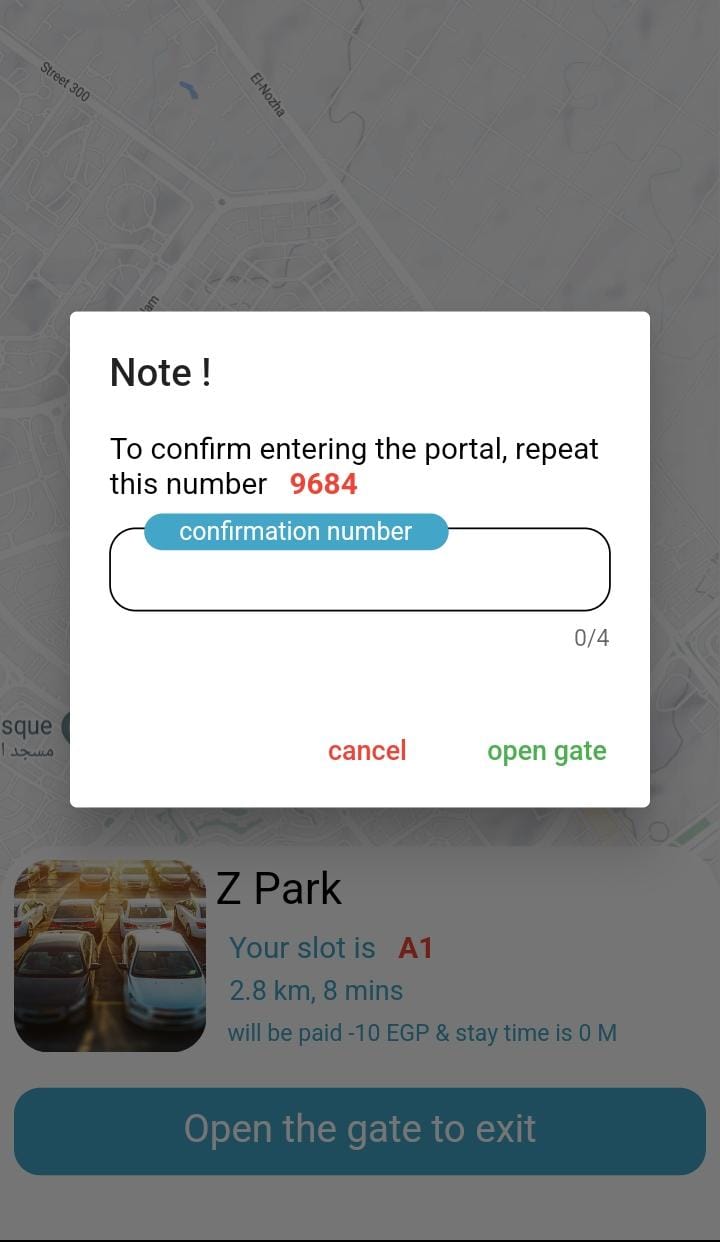 Street 300
El-Nozha
Note !
To confirm entering the portal, repeat
this number 9684
confirmation number
0/4
sque
مسجد ا
cancel
open gate
Z Park
Your slot is A1
2.8 km, 8 mins
will be paid -10 EGP & stay time is 0 M
Open the gate to exit